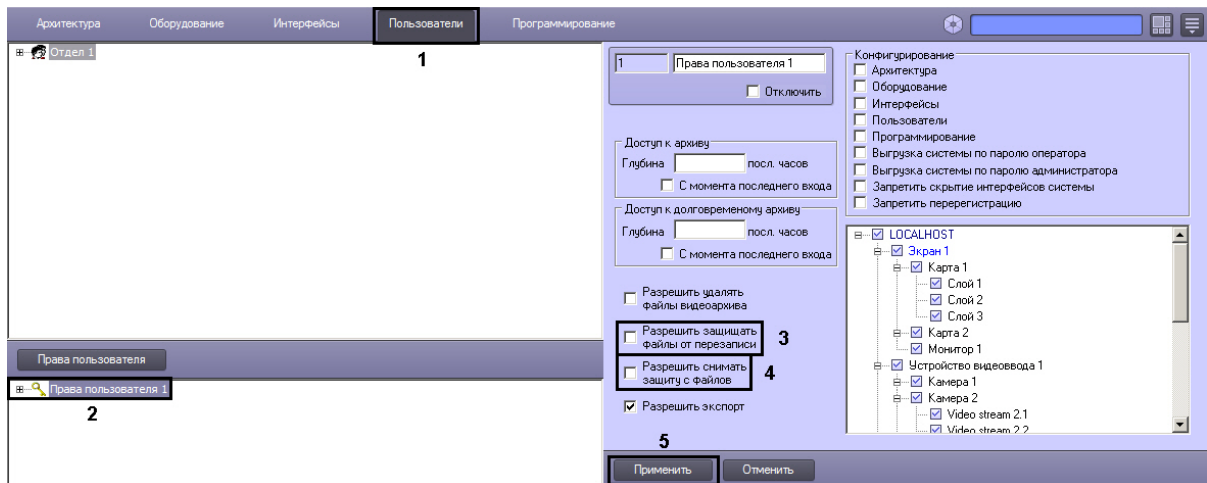 Архитектура Оборудование Интерфейсы Пользователи Программирование
1
Отдел 1
Права пользователя
Права пользователя 1
2
1 Права пользователя 1
Отключить
Доступ к архиву
Глубина посл. часов
С момента последнего входа
Доступ к долговременому архиву
Глубина посл. часов
С момента последнего входа
Разрешить удалять
файлы видеоархива
Разрешить защищать
файлы от перезаписи
3
Разрешить снимать
защиту с файлов
4
Разрешить экспорт
5
Применить Отменить
Конфигурирование
Архитектура
Оборудование
Интерфейсы
Пользователи
Программирование
Выгрузка системы по паролю оператора
Выгрузка системы по паролю администратора
Запретить скрытие интерфейсов системы
Запретить перерегистрацию
LOCALHOST
Экран 1
Карта 1
Слой 1
Слой 2
Слой 3
Карта 2
Монитор 1
Устройство видеоввода 1
Камера 1
Камера 2
Video stream 2.1
Video stream 2.2